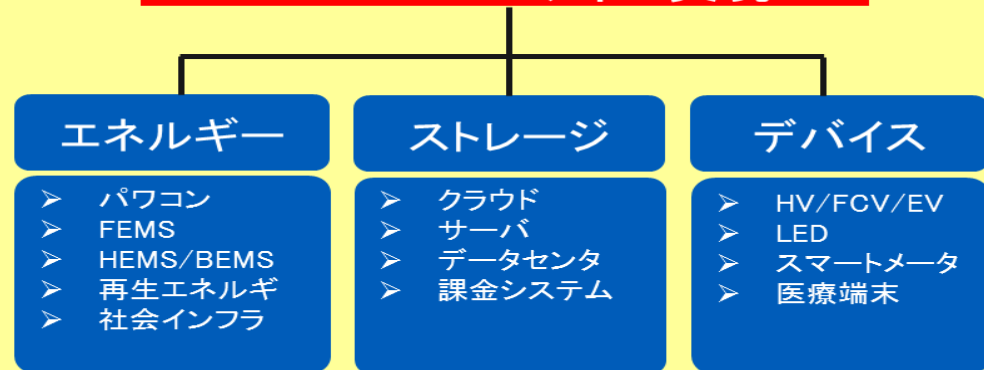 エネルギー
ストレージ
デバイス
➢ パワコン
➢ FEMS
➢ HEMS/BEMS
➢ 再生エネルギ
➢ 社会インフラ
➢ クラウド
➢ サーバ
➢ データセンタ
➢ 課金システム
➢ HV/FCV/EV
➢ LED
➢ スマートメータ
➢ 医療端末